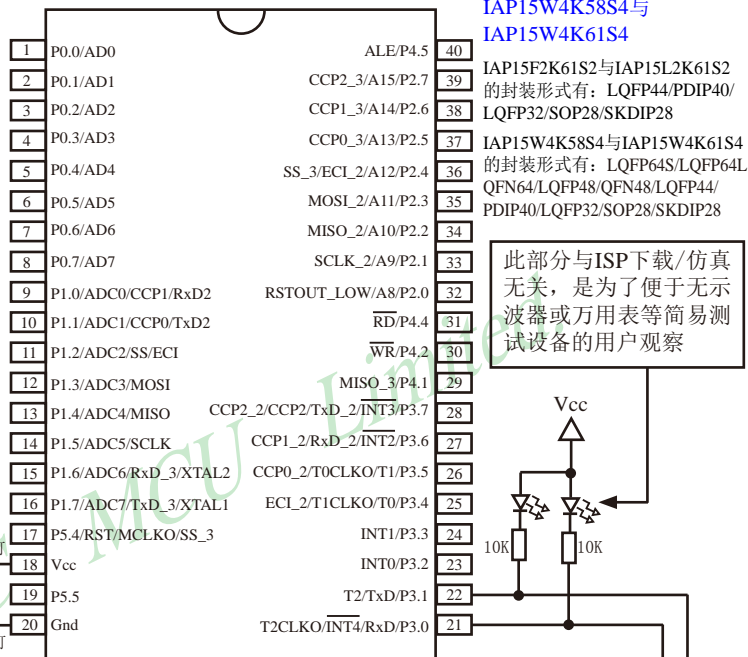 IAP15W4K58S4与
IAP15W4K61S4
IAP15F2K61S2与IAP15L2K61S2
的封装形式有：LQFP44/PDIP40/
LQFP32/SOP28/SKDIP28
IAP15W4K58S4与IAP15W4K61S4
的封装形式有：LQFP64S/LQFP64L
QFN64/LQFP48/QFN48/LQFP44/
PDIP40/LQFP32/SOP28/SKDIP28
此部分与ISP下载/仿真
无关，是为了便于无示
波器或万用表等简易测
试设备的用户观察
1 P0.0/AD0 ALE/P4.5 40
2 P0.1/AD1 CCP2_3/A15/P2.7 39
3 P0.2/AD2 CCP1_3/A14/P2.6 38
4 P0.3/AD3 CCP0_3/A13/P2.5 37
5 P0.4/AD4 SS_3/ECI_2/A12/P2.4 36
6 P0.5/AD5 MOSI_2/A11/P2.3 35
7 P0.6/AD6 MISO_2/A10/P2.2 34
8 P0.7/AD7 SCLK_2/A9/P2.1 33
9 P1.0/ADC0/CCP1/RxD2 RSTOUT_LOW/A8/P2.0 32
10 P1.1/ADC1/CCP0/TxD2 RD/P4.4 31
11 P1.2/ADC2/SS/ECI WR/P4.2 30
12 P1.3/ADC3/MOSI MISO_3/P4.1 29
13 P1.4/ADC4/MISO CCP2_2/CCP2/TxD_2/INT3/P3.7 28
14 P1.5/ADC5/SCLK CCP1_2/RxD_2/INT2/P3.6 27
15 P1.6/ADC6/RxD_3/XTAL2 CCP0_2/T0CLKO/T1/P3.5 26
16 P1.7/ADC7/TxD_3/XTAL1 ECI_2/T1CLKO/T0/P3.4 25
17 P5.4/RST/MCLKO/SS_3 INT1/P3.3 24
18 Vcc INT0/P3.2 23
19 P5.5 T2/TxD/P3.1 22
20 Gnd T2CLKO/INT4/RxD/P3.0 21
Vcc
10K 10K
MCU Limited.